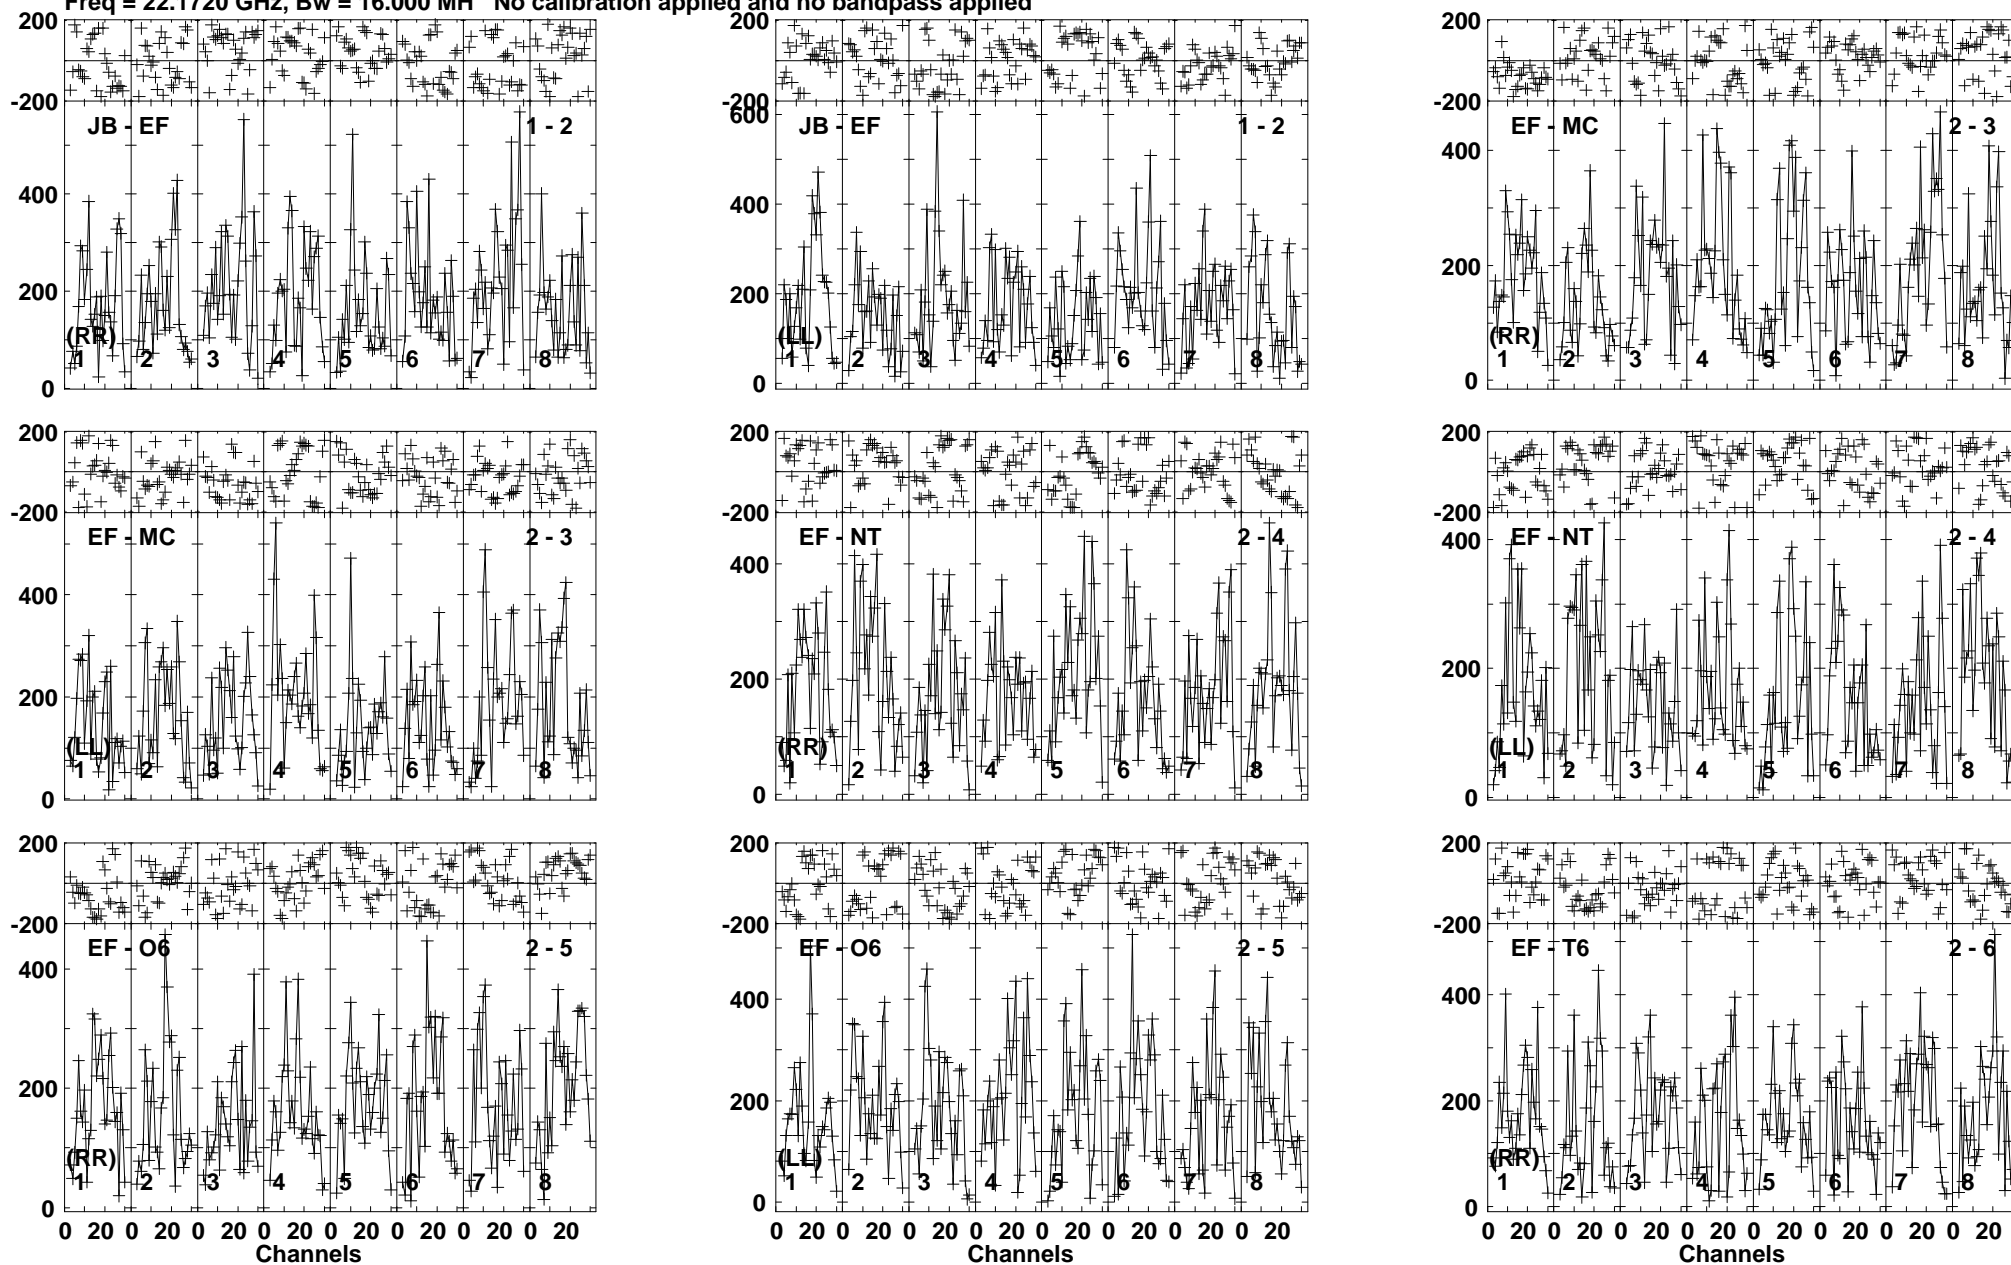 Freq = 22.1720 GHz, Bw = 16.000 MH No calibration applied and no bandpass applied
200 200 200
-200 -200 -200
JB - EF 1 - 2 600 JB - EF 1 - 2 EF - MC 2 - 3
400 400 400
200 200 200
(RR) (LL) (RR)
1 2 3 4 5 6 7 8 1 2 3 4 5 6 7 8 1 2 3 4 5 6 7 8
0 0 0
200 200 200
-200 -200 -200
EF - MC 2 - 3 EF - NT 2 - 4 EF - NT 2 - 4
400 400 400
200 200 200
(LL) (RR) (LL)
1 2 3 4 5 6 7 8 1 2 3 4 5 6 7 8 1 2 3 4 5 6 7 8
0 0 0
200 200 200
-200 -200 -200
EF - O6 2 - 5 EF - O6 2 - 5 EF - T6 2 - 6
400 400 400
200 200 200
(RR) (LL) (RR)
1 2 3 4 5 6 7 8 1 2 3 4 5 6 7 8 1 2 3 4 5 6 7 8
0 0 0
0 20 0 20 0 20 0 20 0 20 0 20 0 20 0 20 0 20 0 20 0 20 0 20 0 20 0 20 0 20 0 20 0 20 0 20 0 20 0 20 0 20 0 20 0 20 0 20
Channels Channels Channels